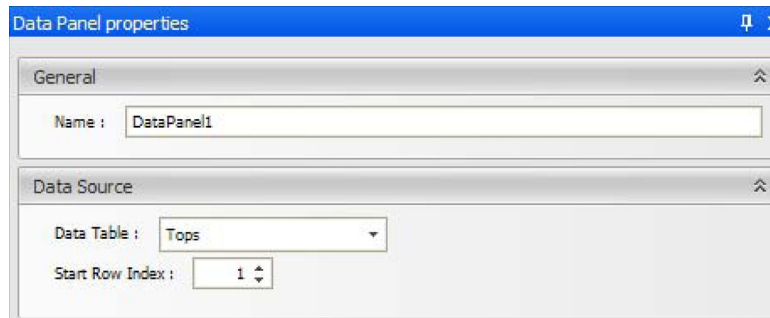 Data Panel properties
General
Name : DataPanel1
Data Source
Data Table : Tops
Start Row Index : 1